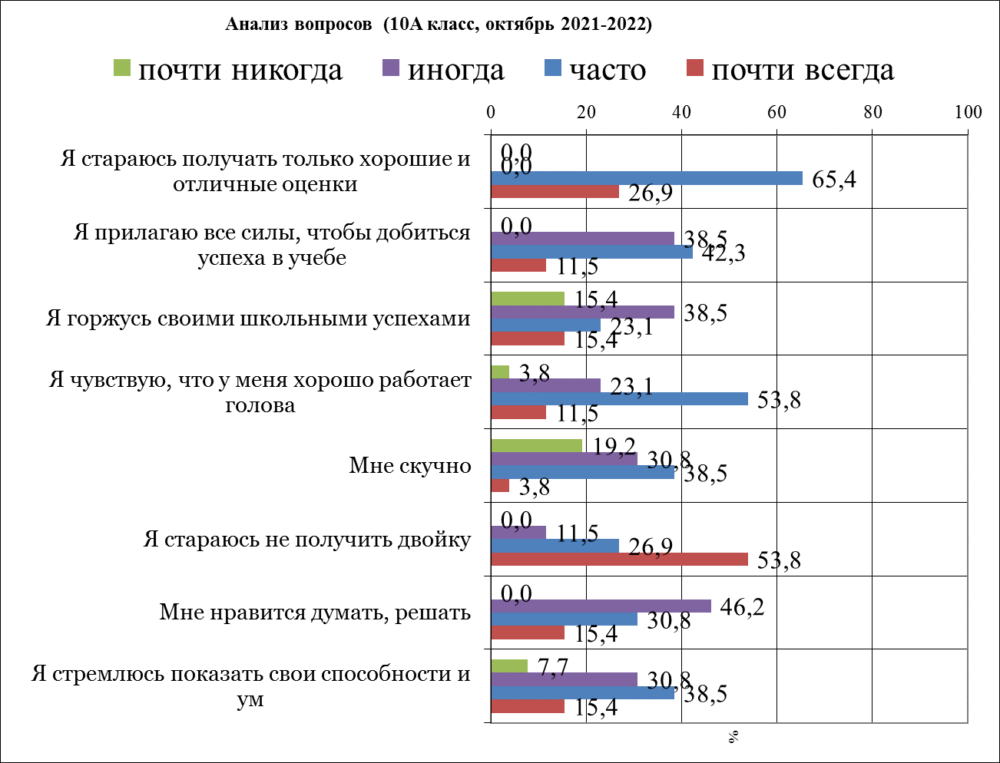 Анализ вопросов (10А класс, октябрь 2021-2022)
почти никогда иногда часто почти всегда
0 20 40 60 80 100
Я стараюсь получать только хорошие и
отличные оценки
0,0
0,0
65,4
26,9
Я прилагаю все силы, чтобы добиться
успеха в учебе
0,0
38,5
42,3
11,5
Я горжусь своими школьными успехами
15,4
38,5
23,1
15,4
Я чувствую, что у меня хорошо работает
голова
3,8
23,1
53,8
11,5
Мне скучно
19,2
30,8
38,5
3,8
Я стараюсь не получить двойку
0,0
11,5
26,9
53,8
Мне нравится думать, решать
0,0
46,2
30,8
15,4
Я стремлюсь показать свои способности и
ум
7,7
30,8
38,5
15,4
%